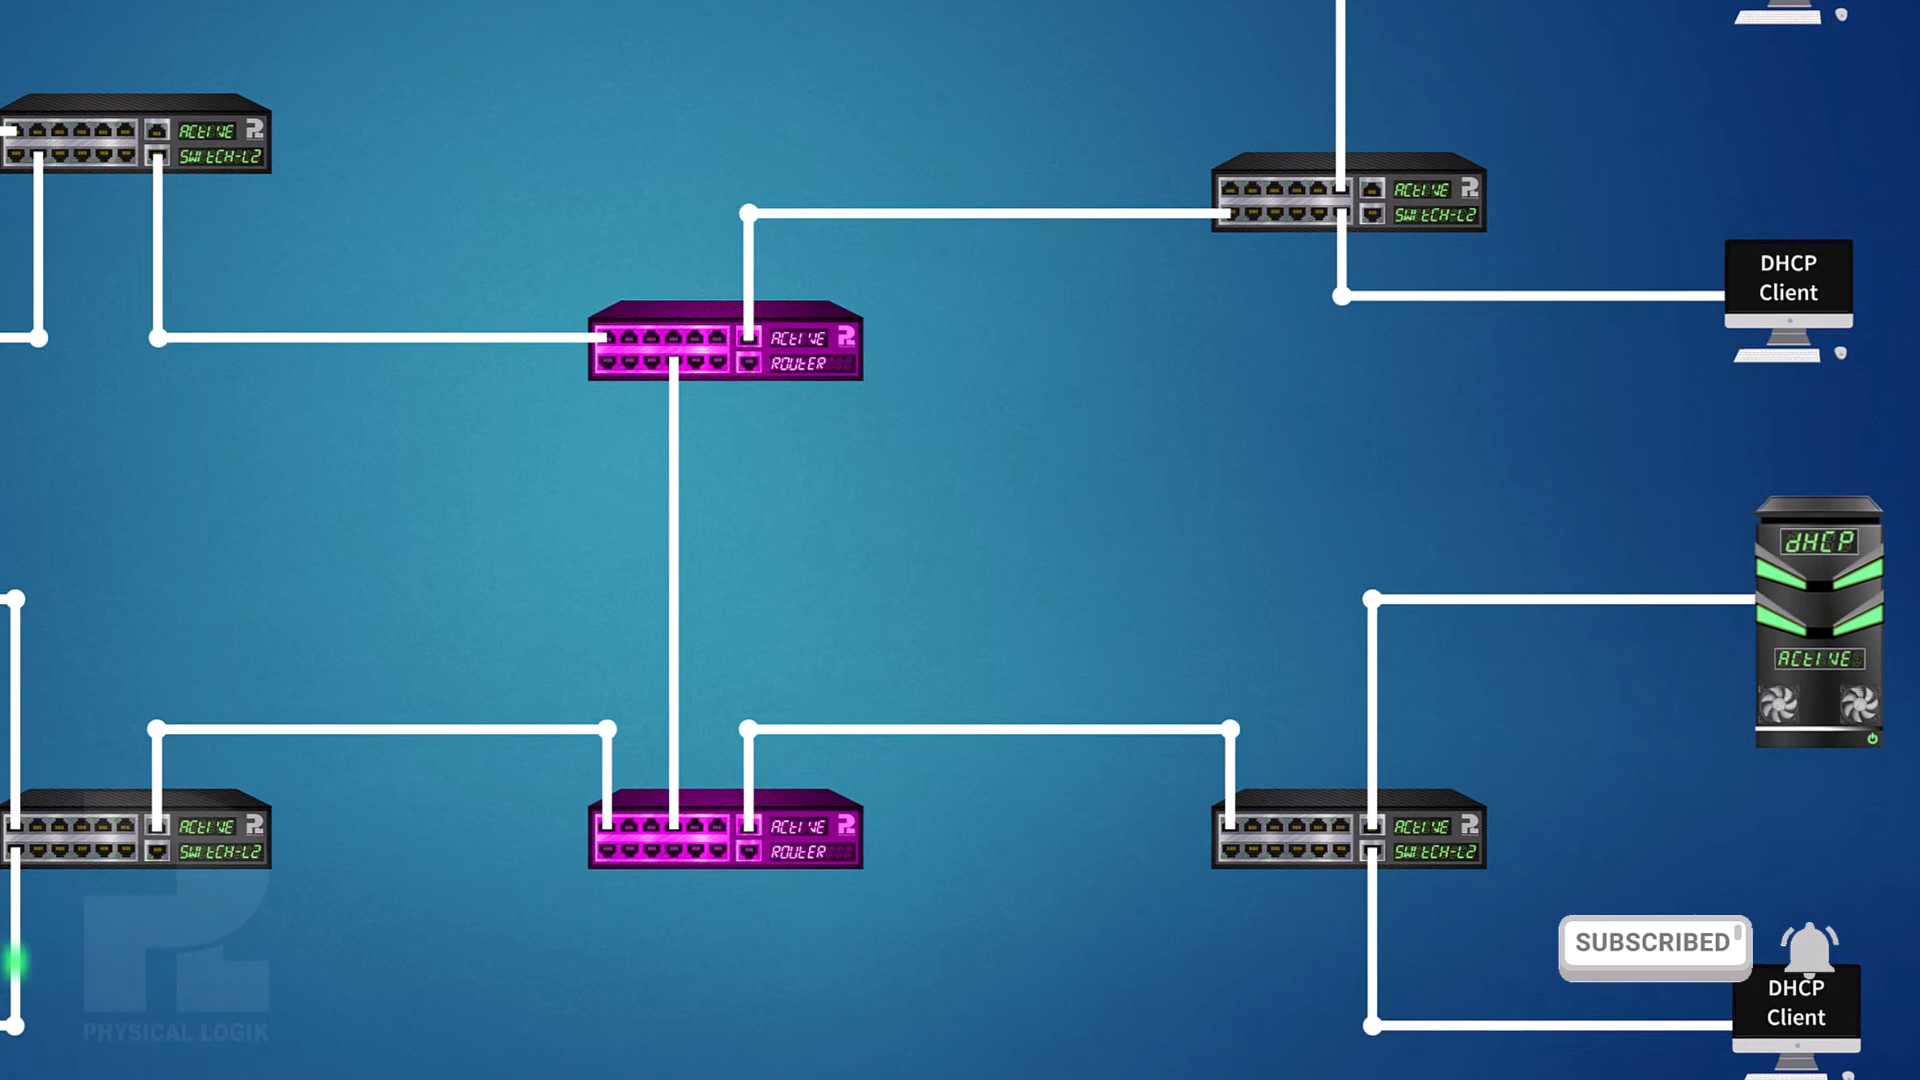 ACTIVE
SWITCH-L2
ACTIVE
SWITCH-L2
DHCP
Client
ACTIVE
ROUTER
DHCP
ACTIVE
ACTIVE
SWITCH-L2
ACTIVE
ROUTER
ACTIVE
SWITCH-L2
SUBSCRIBED
DHCP
Client
PHYSICAL LOGIK